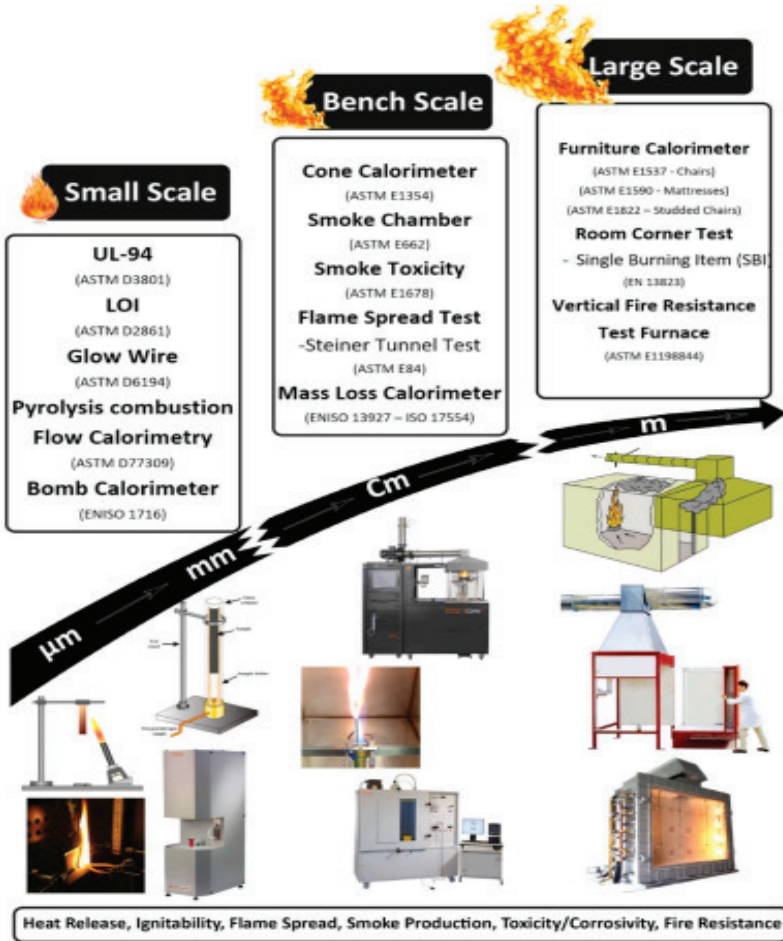 Small Scale
UL-94
(ASTM D3801)
LOI
(ASTM D2861)
Glow Wire
(ASTM D6194)
Pyrolysis combustion
Flow Calorimetry
(ASTM D77309)
Bomb Calorimeter
(ENISO 1716)
Bench Scale
Cone Calorimeter
(ASTM E1354)
Smoke Chamber
(ASTM E662)
Smoke Toxicity
(ASTM E1678)
Flame Spread Test
-Steiner Tunnel Test
(ASTM E84)
Mass Loss Calorimeter
(ENISO 13927 – ISO 17554)
Large Scale
Furniture Calorimeter
(ASTM E1537 - Chairs)
(ASTM E1590 - Mattresses)
(ASTM E1822 – Studded Chairs)
Room Corner Test
- Single Burning Item (SBI)
(EN 13823)
Vertical Fire Resistance
Test Furnace
(ASTM E1198844)
μm
mm
Cm
m
Heat Release, Ignitability, Flame Spread, Smoke Production, Toxicity/Corrosivity, Fire Resistance